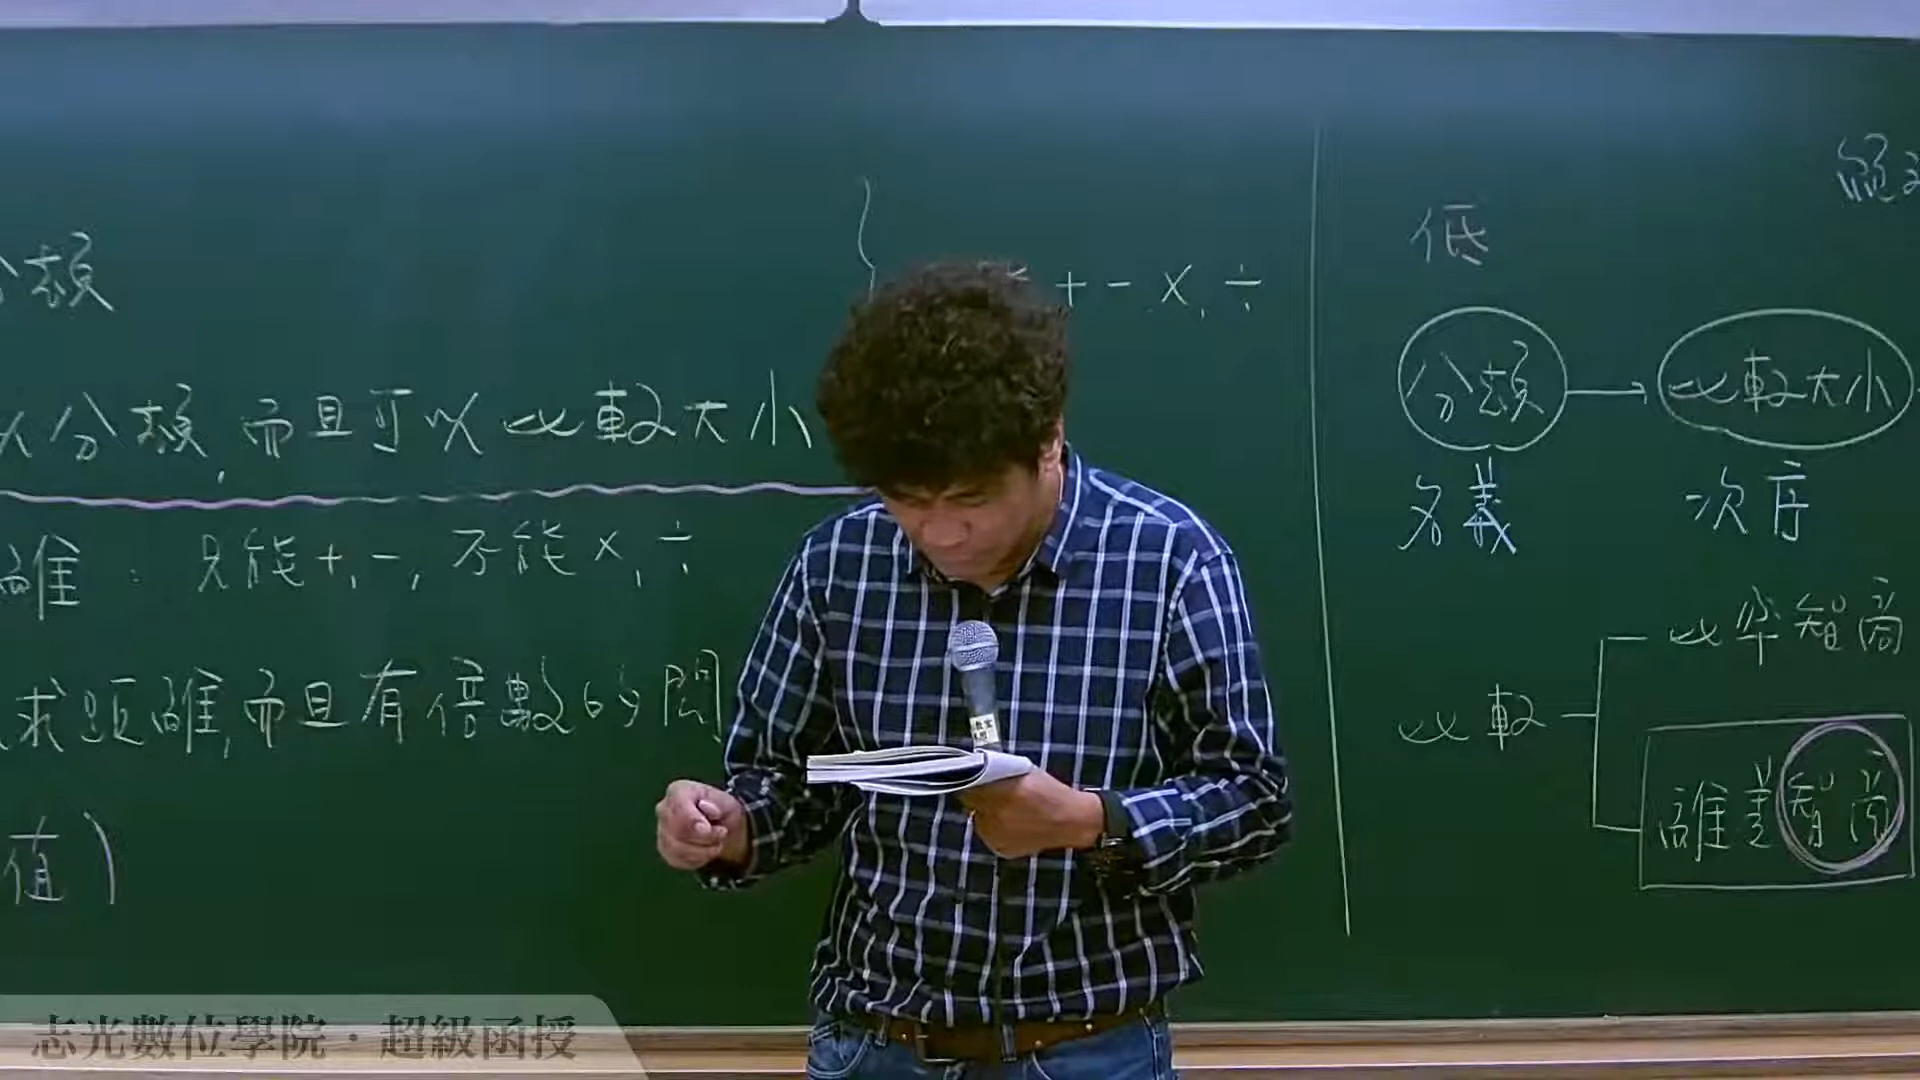 分類
以分類,而且可以比較大小
離：只能+,-,不能×,÷
求距離,而且有倍數的関
值)
+ - ×, ÷
低
分類 → 比較大小
名義 次序
比較
比率智商
離差智商
志光數位學院·超級函授